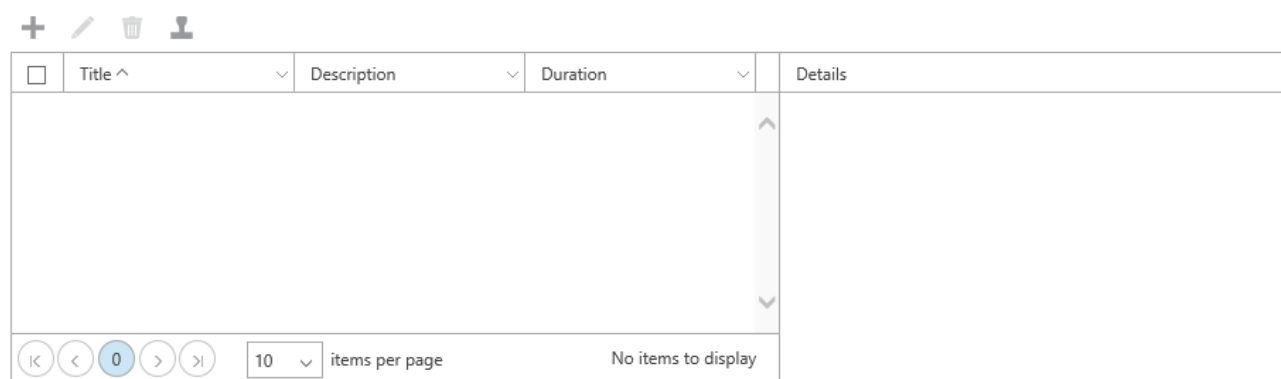 Title Description Duration Details
0 10 items per page No items to display